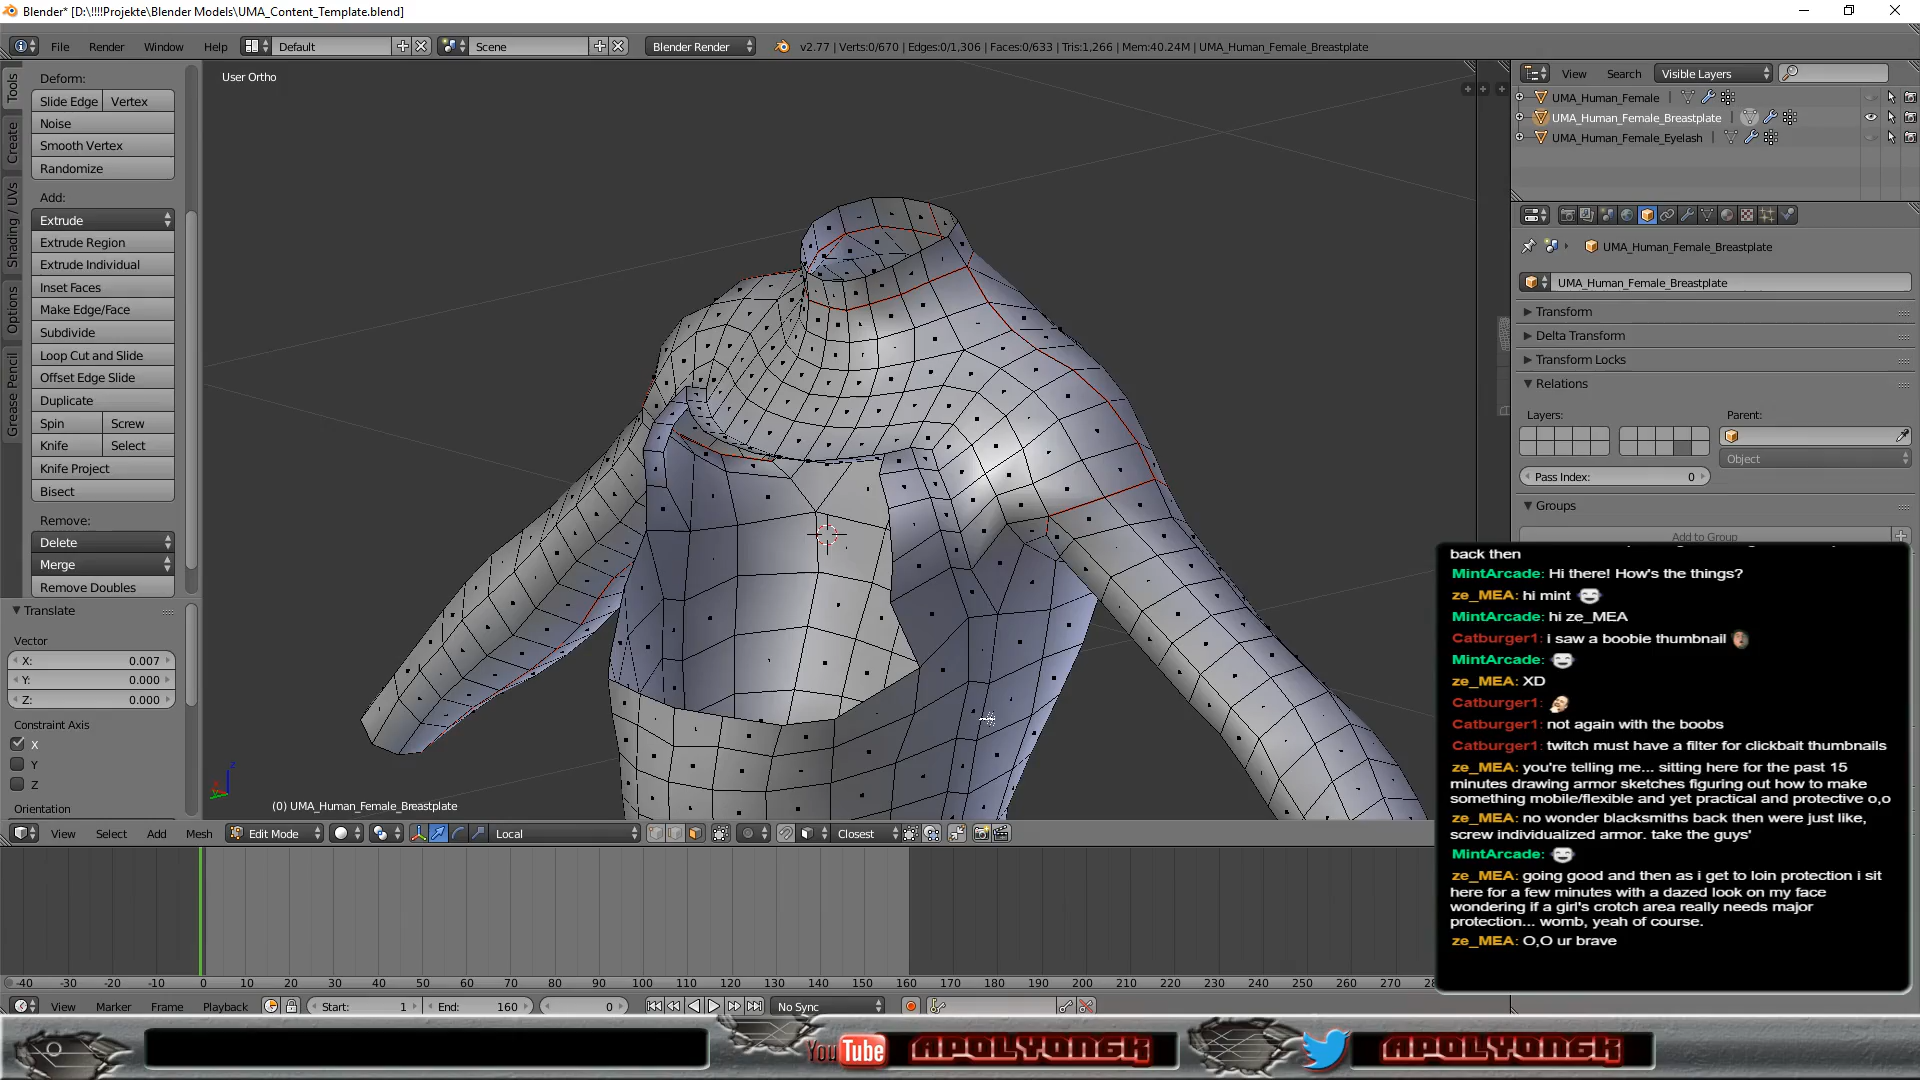 Blender* [D:\!!!!Projekte\Blender Models\UMA_Content_Template.blend]
File Render Window Help Default Scene Blender Render v2.77 | Verts:0/670 | Edges:0/1,306 | Faces:0/633 | Tris:1,266 | Mem:40.24M | UMA_Human_Female_Breastplate
Tools
Create
Shading / UVs
Options
Grease Pencil
Deform:
Slide Edge Vertex
Noise
Smooth Vertex
Randomize
Add:
Extrude
Extrude Region
Extrude Individual
Inset Faces
Make Edge/Face
Subdivide
Loop Cut and Slide
Offset Edge Slide
Duplicate
Spin Screw
Knife Select
Knife Project
Bisect
Remove:
Delete
Merge
Remove Doubles
Translate
Vector
X: 0.007
Y: 0.000
Z: 0.000
Constraint Axis
X
Y
Z
Orientation
User Ortho
(0) UMA_Human_Female_Breastplate
View Select Add Mesh Edit Mode Local Closest
View Search Visible Layers
UMA_Human_Female
UMA_Human_Female_Breastplate
UMA_Human_Female_Eyelash
UMA_Human_Female_Breastplate
UMA_Human_Female_Breastplate
Transform
Delta Transform
Transform Locks
Relations
Layers: Parent:
Object
Pass Index: 0
Groups
Add to Group
back then
MintArcade: Hi there! How's the things?
ze_MEA: hi mint
MintArcade: hi ze_MEA
Catburger1: i saw a boobie thumbnail
MintArcade:
ze_MEA: XD
Catburger1:
Catburger1: not again with the boobs
Catburger1: twitch must have a filter for clickbait thumbnails
ze_MEA: you're telling me... sitting here for the past 15
minutes drawing armor sketches figuring out how to make
something mobile/flexible and yet practical and protective o,o
ze_MEA: no wonder blacksmiths back then were just like,
screw individualized armor. take the guys'
MintArcade:
ze_MEA: going good and then as i get to loin protection i sit
here for a few minutes with a dazed look on my face
wondering if a girl's crotch area really needs major
protection... womb, yeah of course.
ze_MEA: O,O ur brave
-40 -30 -20 -10 0 10 20 30 40 50 60 70 80 90 100 110 120 130 140 150 160 170 180 190 200 210 220 230 240 250 260 270
View Marker Frame Playback Start: 1 End: 160 0 No Sync
YouTube APOLYON6K APOLYON6K